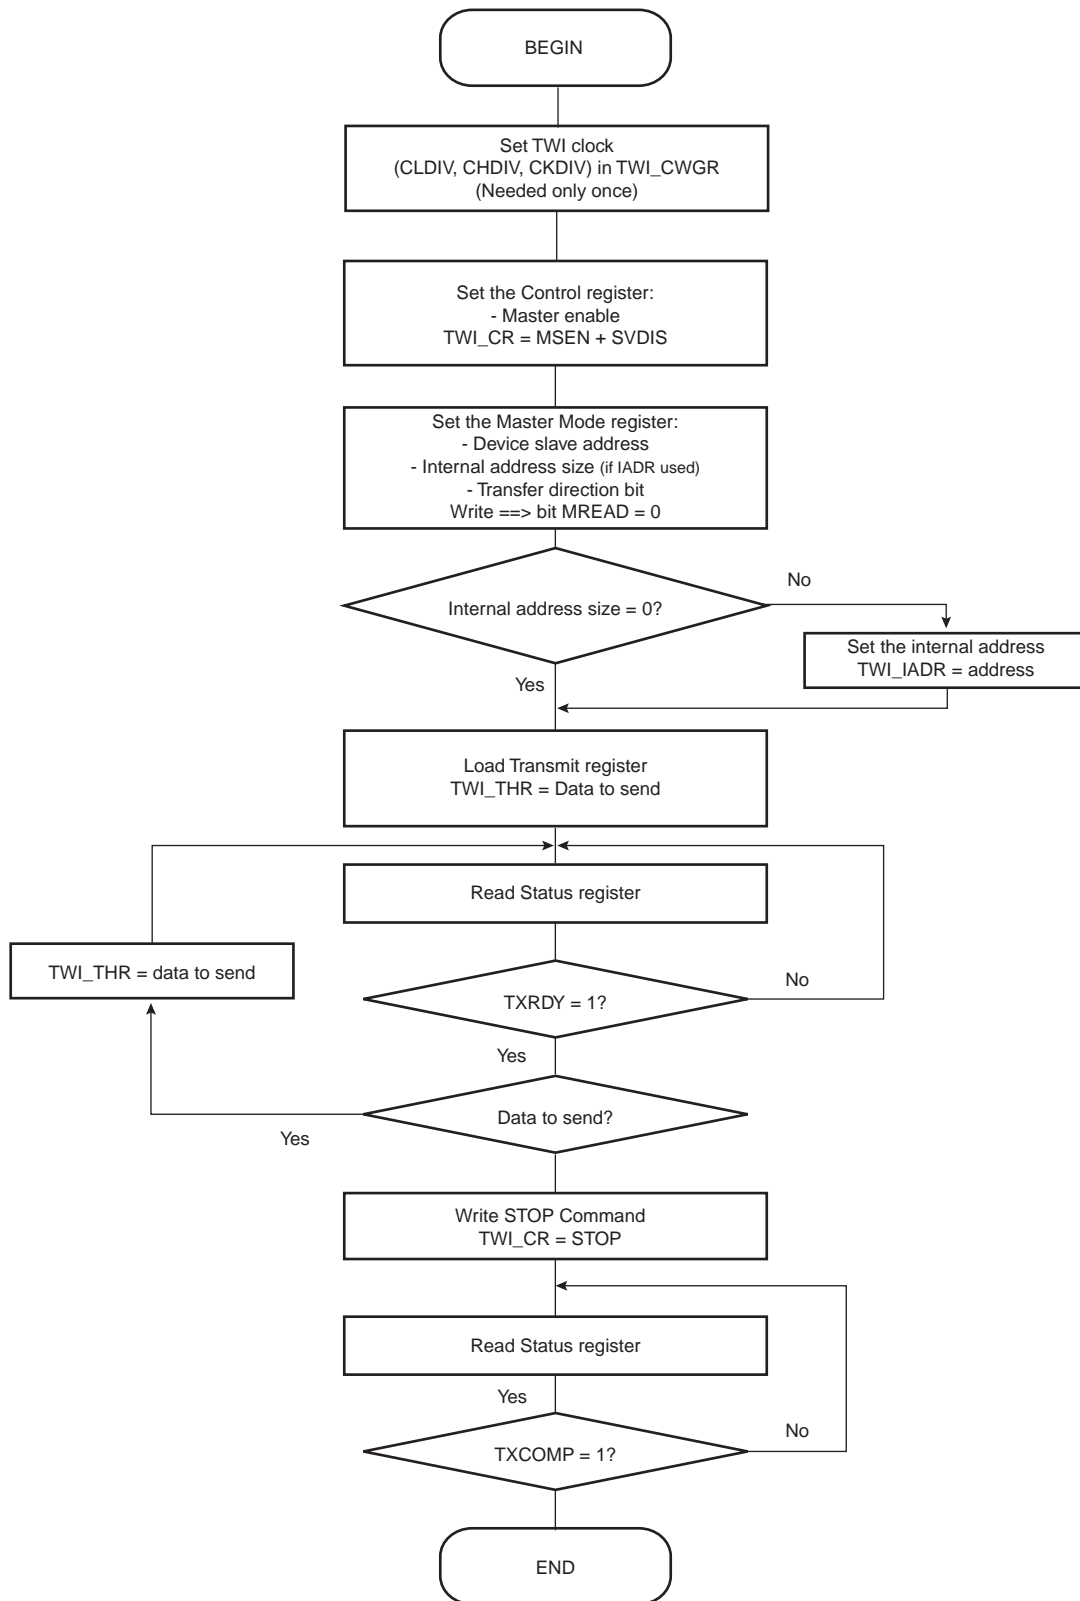 BEGIN
Set TWI clock
(CLDIV, CHDIV, CKDIV) in TWI_CWGR
(Needed only once)
Set the Control register:
- Master enable
TWI_CR = MSEN + SVDIS
Set the Master Mode register:
- Device slave address
- Internal address size (if IADR used)
- Transfer direction bit
Write ==> bit MREAD = 0
No
Internal address size = 0?
Set the internal address
TWI_IADR = address
Yes
Load Transmit register
TWI_THR = Data to send
Read Status register
TWI_THR = data to send
No
TXRDY = 1?
Yes
Data to send?
Yes
Write STOP Command
TWI_CR = STOP
Read Status register
Yes
No
TXCOMP = 1?
END